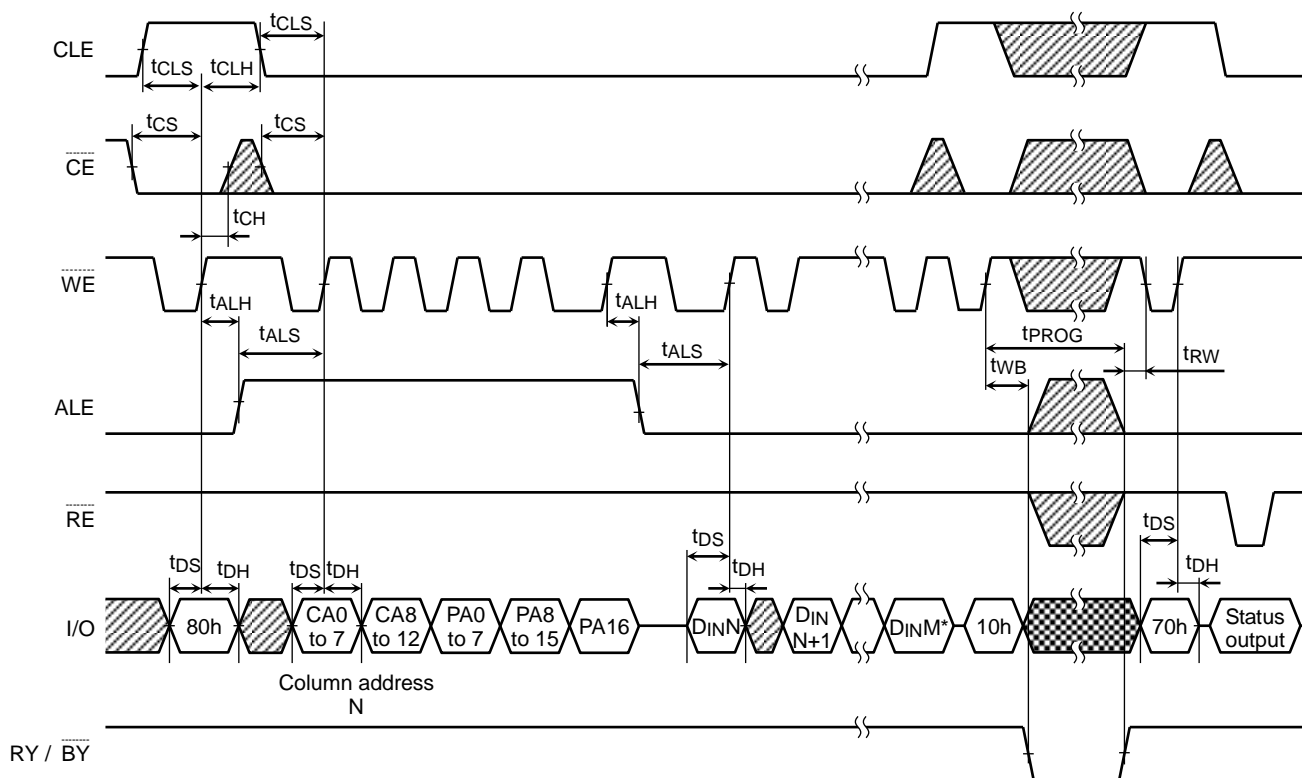 tCLS
CLE
tCLS tCLH
tCS tCS
CE
tCH
WE
tALH tALH
tALS tALS
tPROG
tRW
tWB
ALE
RE
tDS tDH tDS tDH tDS tDH tDS tDH
I/O
80h
CA0 to 7
CA8 to 12
PA0 to 7
PA8 to 15
PA16
DINN
DIN N+1
DINM*
10h
70h
Status output
Column address
N
RY / BY